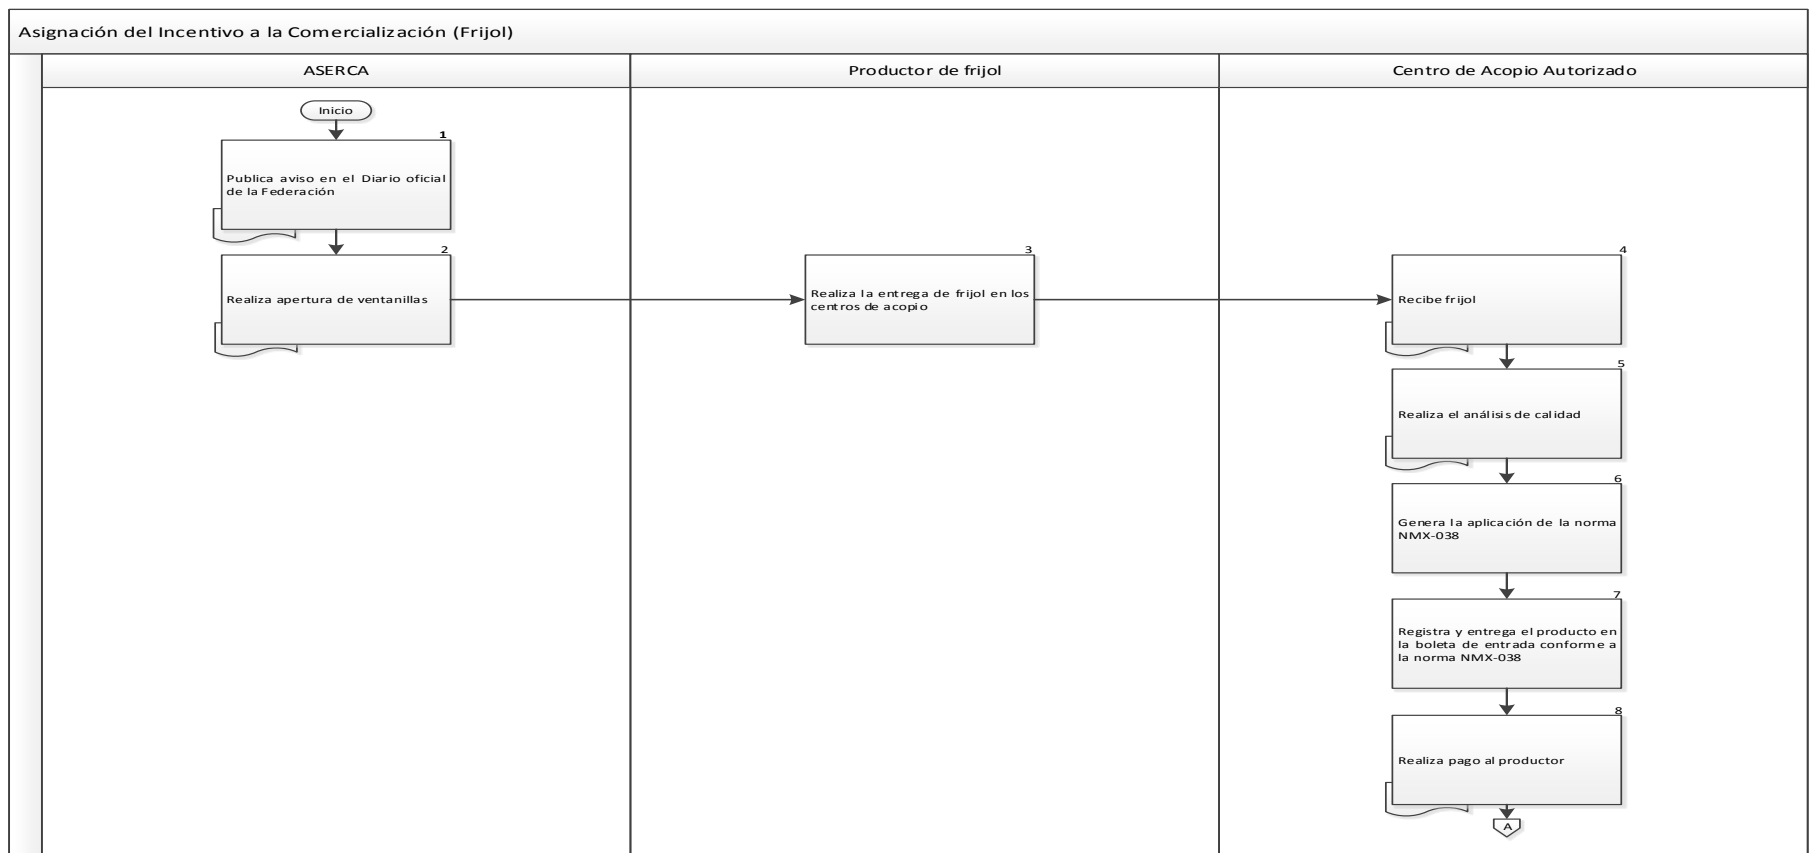 Asignación del Incentivo a la Comercialización (Frijol)
ASERCA
Productor de frijol
Centro de Acopio Autorizado
Inicio
1
Publica aviso en el Diario oficial
de la Federación
2
Realiza apertura de ventanillas
3
Realiza la entrega de frijol en los
centros de acopio
4
Recibe frijol
5
Realiza el análisis de calidad
6
Genera la aplicación de la norma
NMX-038
7
Registra y entrega el producto en
la boleta de entrada conforme a
la norma NMX-038
8
Realiza pago al productor
A